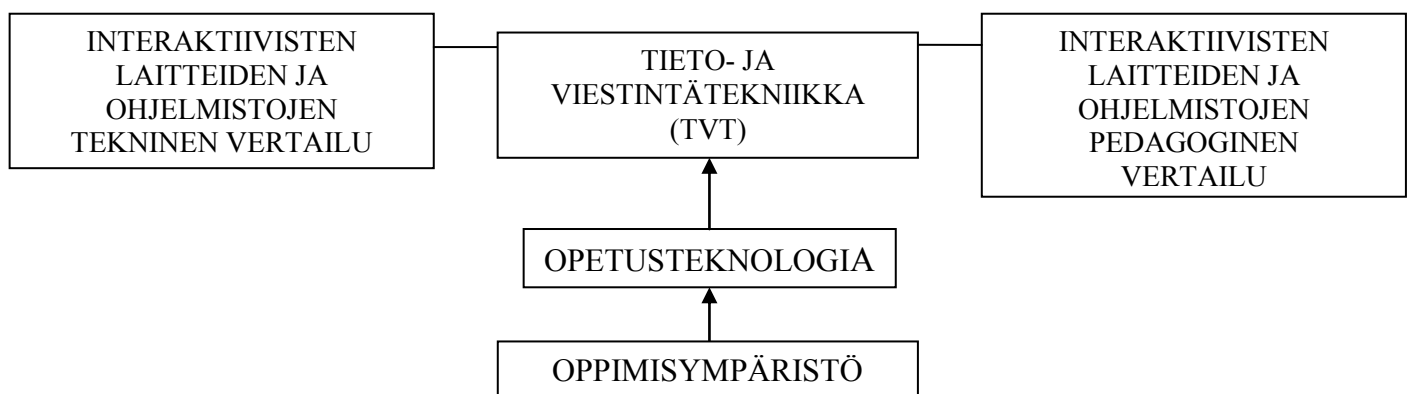 INTERAKTIIVISTEN
LAITTEIDEN JA
OHJELMISTOJEN
TEKNINEN VERTAILU
TIETO- JA
VIESTINTÄTEKNIIKKA
(TVT)
INTERAKTIIVISTEN
LAITTEIDEN JA
OHJELMISTOJEN
PEDAGOGINEN
VERTAILU
OPETUSTEKNOLOGIA
OPPIMISYMPÄRISTÖ